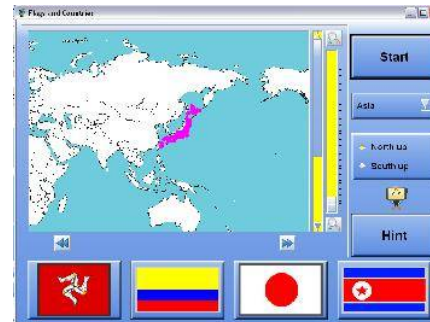 Flags and Countries
Start
Asia
North up
South up
Hint